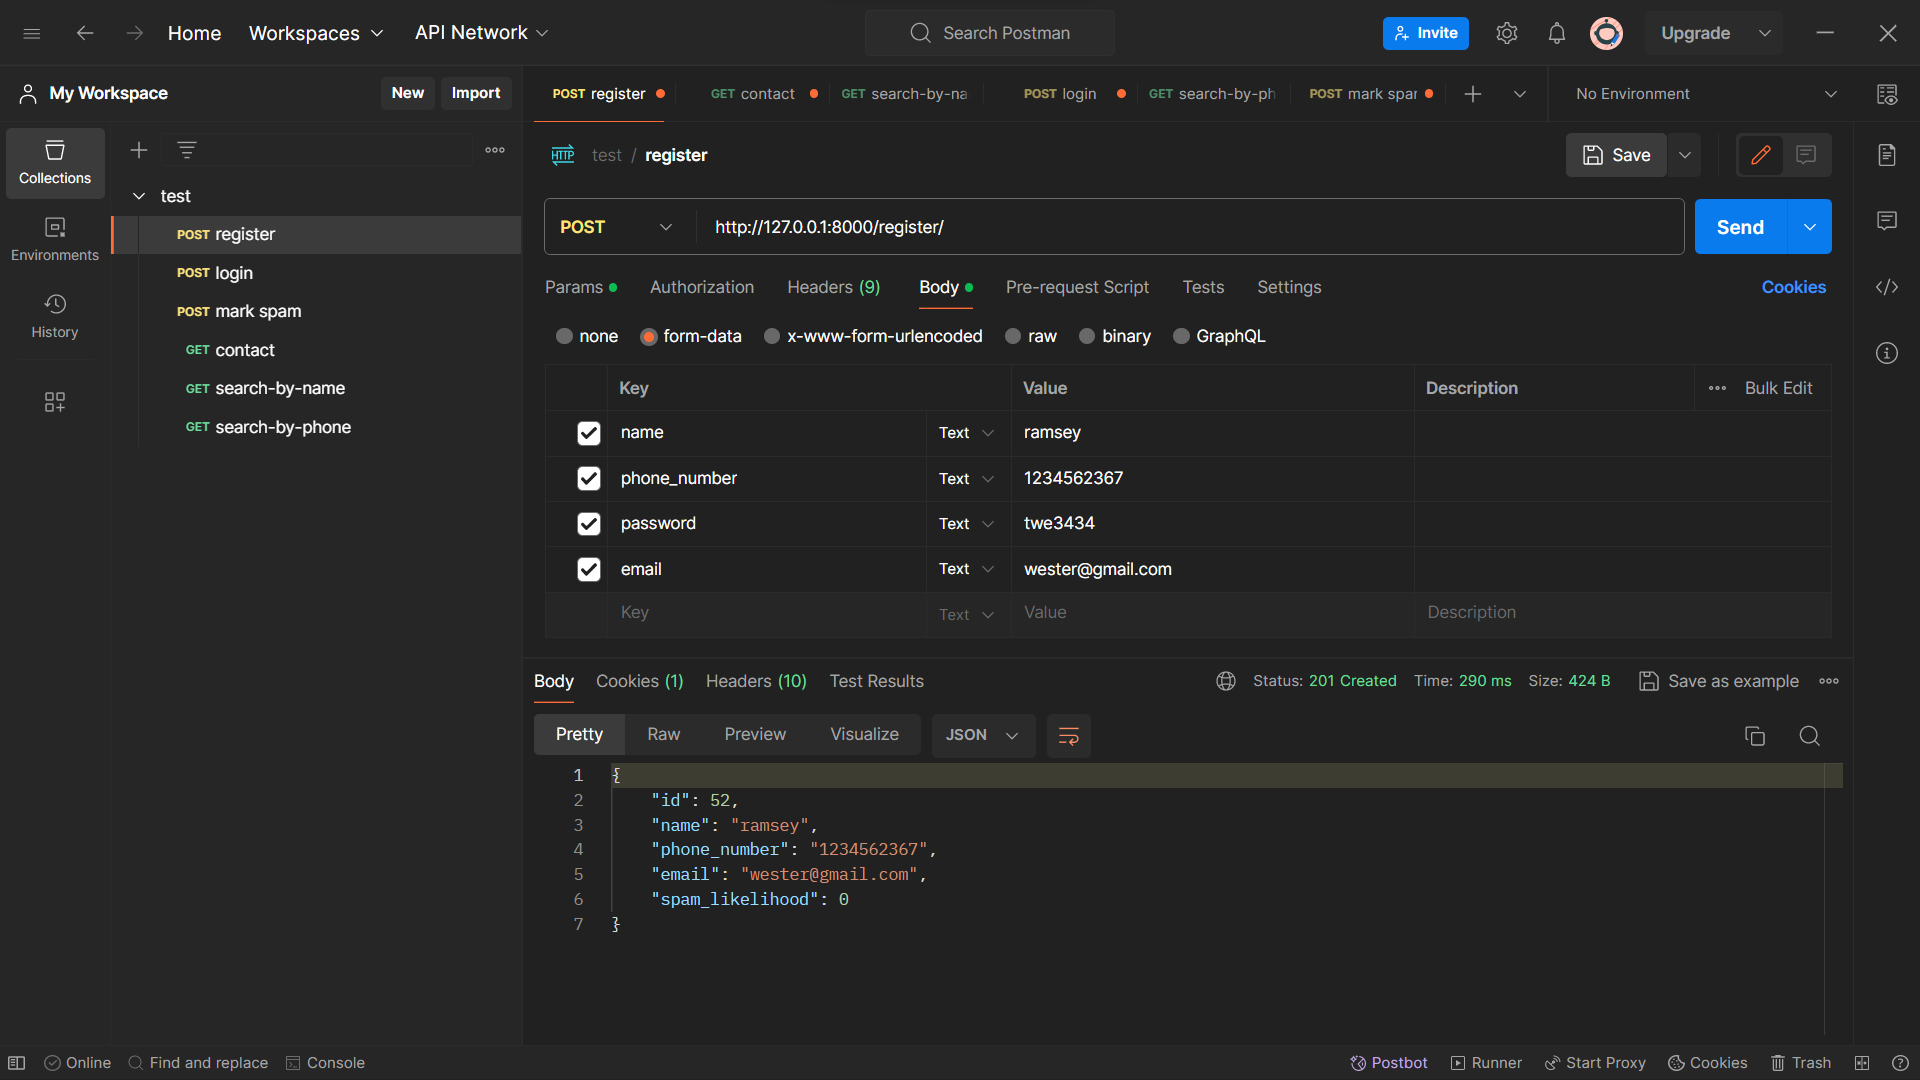 Home Workspaces API Network Search Postman Invite Upgrade
My Workspace New Import POST register GET contact GET search-by-na POST login GET search-by-ph POST mark spar No Environment
Collections
Environments
History
test
POST register
POST login
POST mark spam
GET contact
GET search-by-name
GET search-by-phone
HTTP test / register Save
POST http://127.0.0.1:8000/register/ Send
Params Authorization Headers (9) Body Pre-request Script Tests Settings Cookies
none form-data x-www-form-urlencoded raw binary GraphQL
Key Value Description Bulk Edit
name Text ramsey
phone_number Text 1234562367
password Text twe3434
email Text wester@gmail.com
Key Text Value Description
Body Cookies (1) Headers (10) Test Results Status: 201 Created Time: 290 ms Size: 424 B Save as example
Pretty Raw Preview Visualize JSON
1 {
2 "id": 52,
3 "name": "ramsey",
4 "phone_number": "1234562367",
5 "email": "wester@gmail.com",
6 "spam_likelihood": 0
7 }
Online Find and replace Console Postbot Runner Start Proxy Cookies Trash